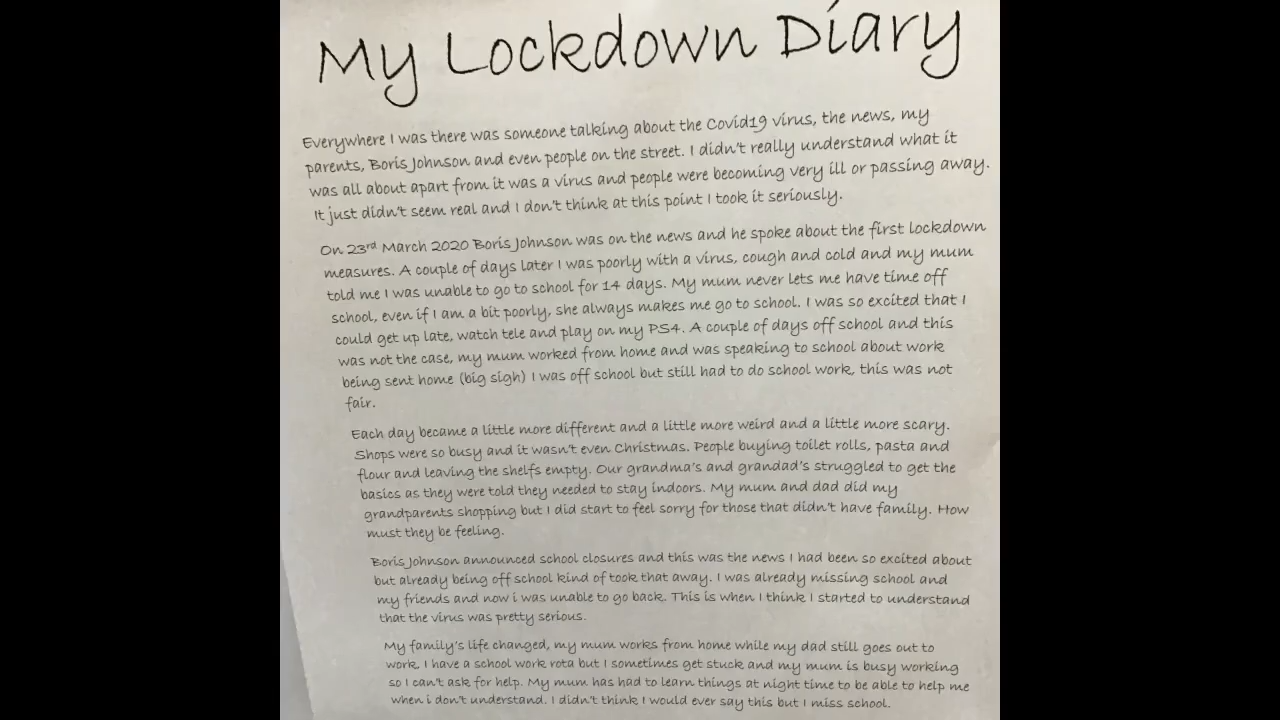 My Lockdown Diary
Everywhere I was there was someone talking about the Covid19 virus, the news, my
parents, Boris Johnson and even people on the street. I didn't really understand what it
was all about apart from it was a virus and people were becoming very ill or passing away.
It just didn't seem real and I don't think at this point I took it seriously.
On 23rd March 2020 Boris Johnson was on the news and he spoke about the first lockdown
measures. A couple of days later I was poorly with a virus, cough and cold and my mum
told me I was unable to go to school for 14 days. My mum never lets me have time off
school, even if I am a bit poorly, she always makes me go to school. I was so excited that I
could get up late, watch tele and play on my PS4. A couple of days off school and this
was not the case, my mum worked from home and was speaking to school about work
being sent home (big sigh) I was off school but still had to do school work, this was not
fair.
Each day became a little more different and a little more weird and a little more scary.
Shops were so busy and it wasn't even Christmas. People buying toilet rolls, pasta and
flour and leaving the shelfs empty. Our grandma's and grandad's struggled to get the
basics as they were told they needed to stay indoors. My mum and dad did my
grandparents shopping but I did start to feel sorry for those that didn't have family. How
must they be feeling.
Boris Johnson announced school closures and this was the news I had been so excited about
but already being off school kind of took that away. I was already missing school and
my friends and now i was unable to go back. This is when I think I started to understand
that the virus was pretty serious.
My family's life changed, my mum works from home while my dad still goes out to
work. I have a school work rota but I sometimes get stuck and my mum is busy working
so I can't ask for help. My mum has had to learn things at night time to be able to help me
when i don't understand. I didn't think I would ever say this but I miss school.